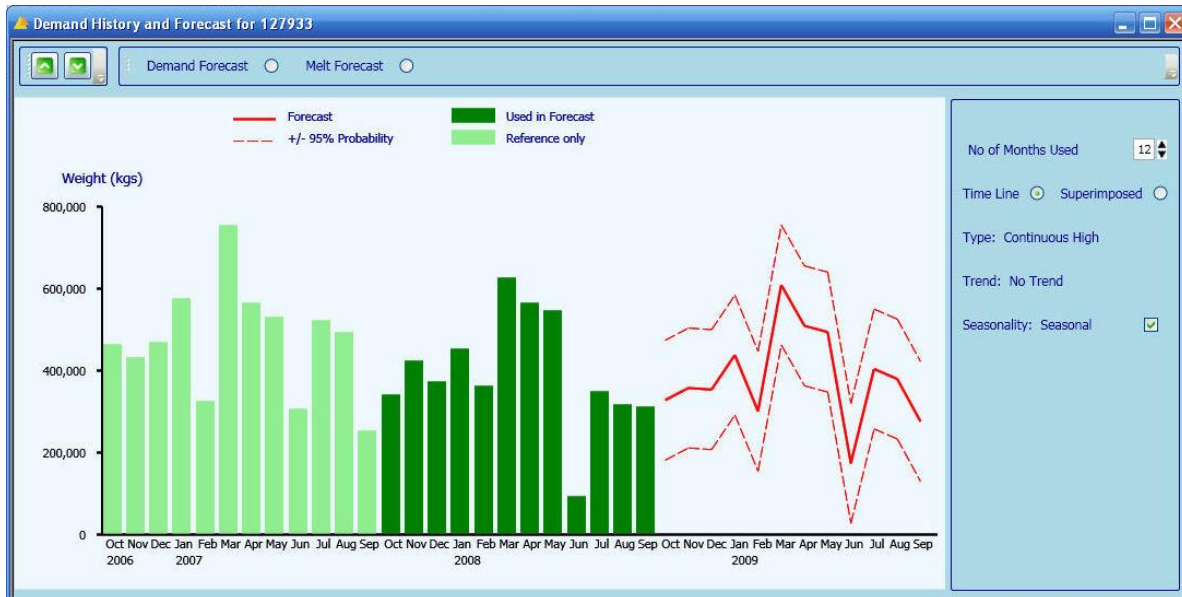 Demand History and Forecast for 127933
Demand Forecast Melt Forecast
Forecast Used in Forecast
+/- 95% Probability Reference only
Weight (kgs)
800,000
600,000
400,000
200,000
0
Oct Nov Dec Jan Feb Mar Apr May Jun Jul Aug Sep Oct Nov Dec Jan Feb Mar Apr May Jun Jul Aug Sep Oct Nov Dec Jan Feb Mar Apr May Jun Jul Aug Sep
2006 2007 2008 2009
No of Months Used 12
Time Line Superimposed
Type: Continuous High
Trend: No Trend
Seasonality: Seasonal